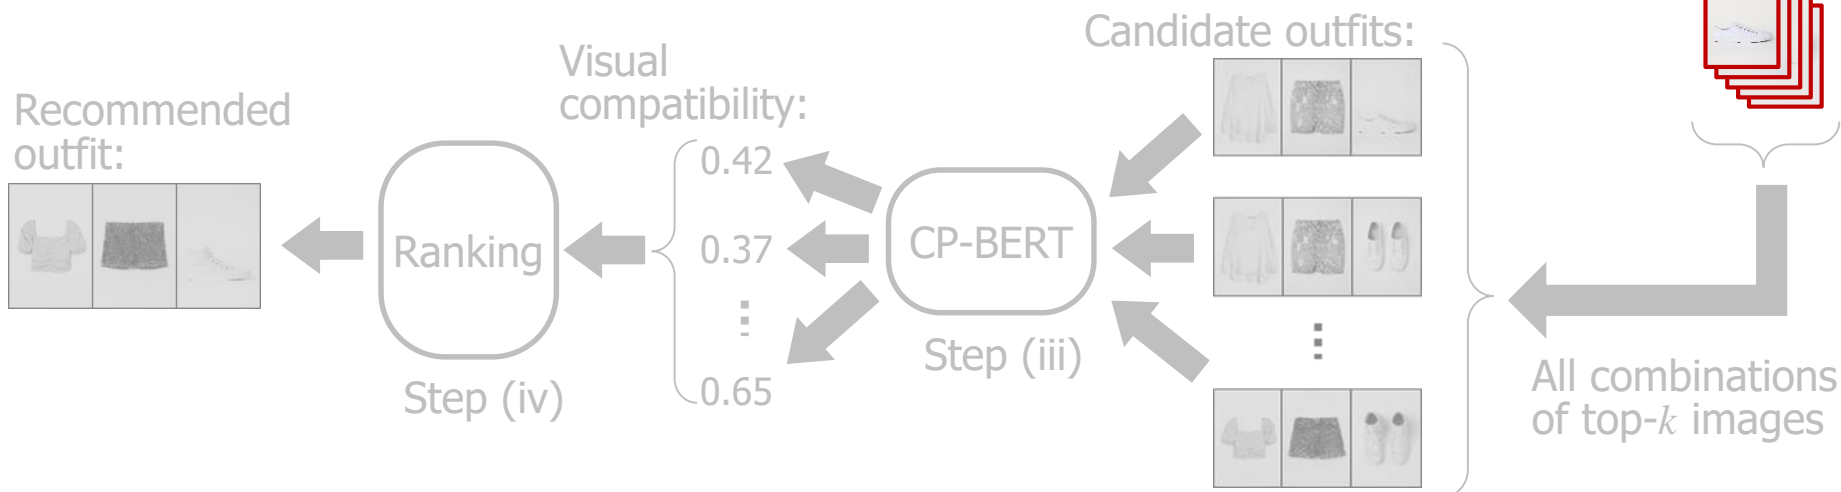 Candidate outfits:
Visual
compatibility:
Recommended
outfit:
0.42
0.37
0.65
CP-BERT
Ranking
Step (iii)
Step (iv)
All combinations
of top-k images